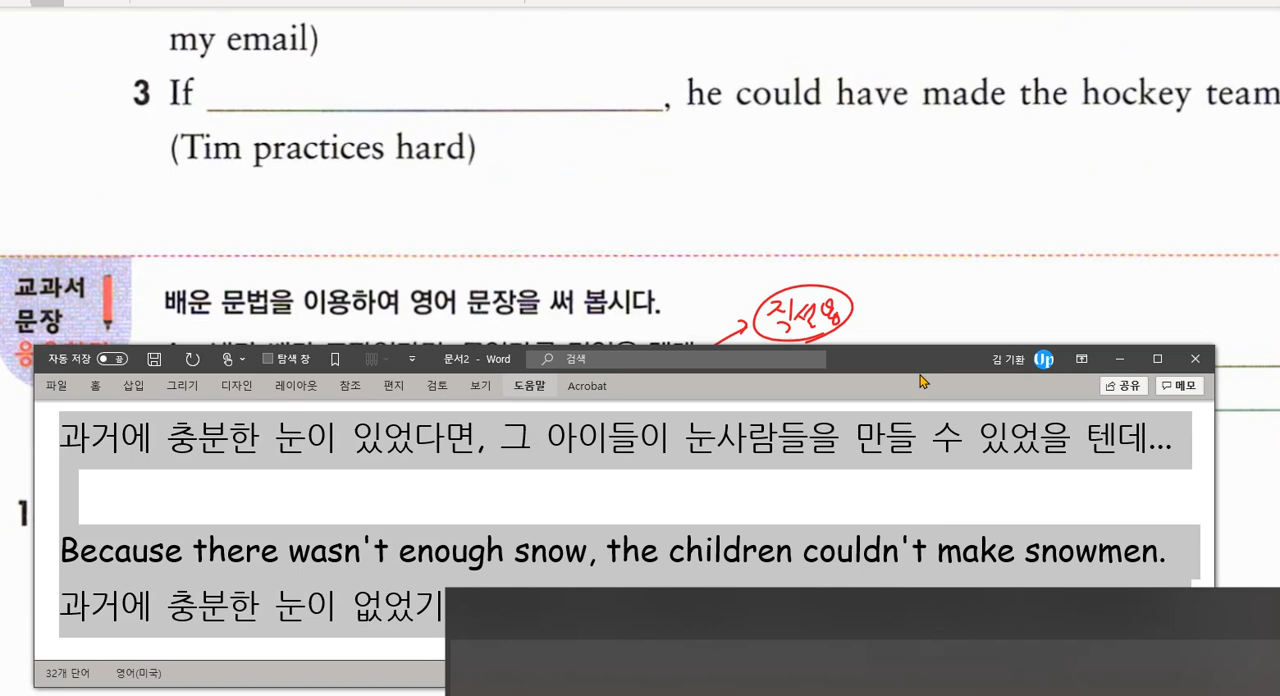 my email)
3 If ____________________, he could have made the hockey team
(Tim practices hard)
교과서
문장
배운 문법을 이용하여 영어 문장을 써 봅시다.
직설용
자동 저장 끔 탐색 창 문서2 - Word 검색 김 기환 Up
파일 홈 삽입 그리기 디자인 레이아웃 참조 편지 검토 보기 도움말 Acrobat 공유 메모
과거에 충분한 눈이 있었다면, 그 아이들이 눈사람들을 만들 수 있었을 텐데...
1
Because there wasn't enough snow, the children couldn't make snowmen.
과거에 충분한 눈이 없었기
32개 단어 영어(미국)